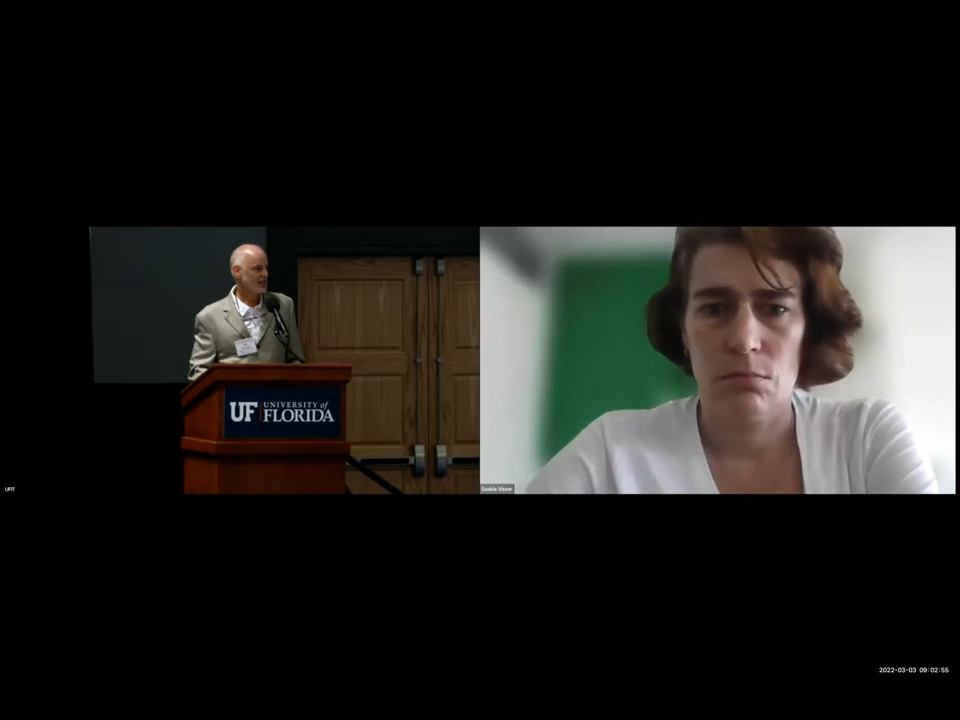 UF UNIVERSITY of
FLORIDA
UFIT
Saskia Visser
2022-03-03 09:02:55